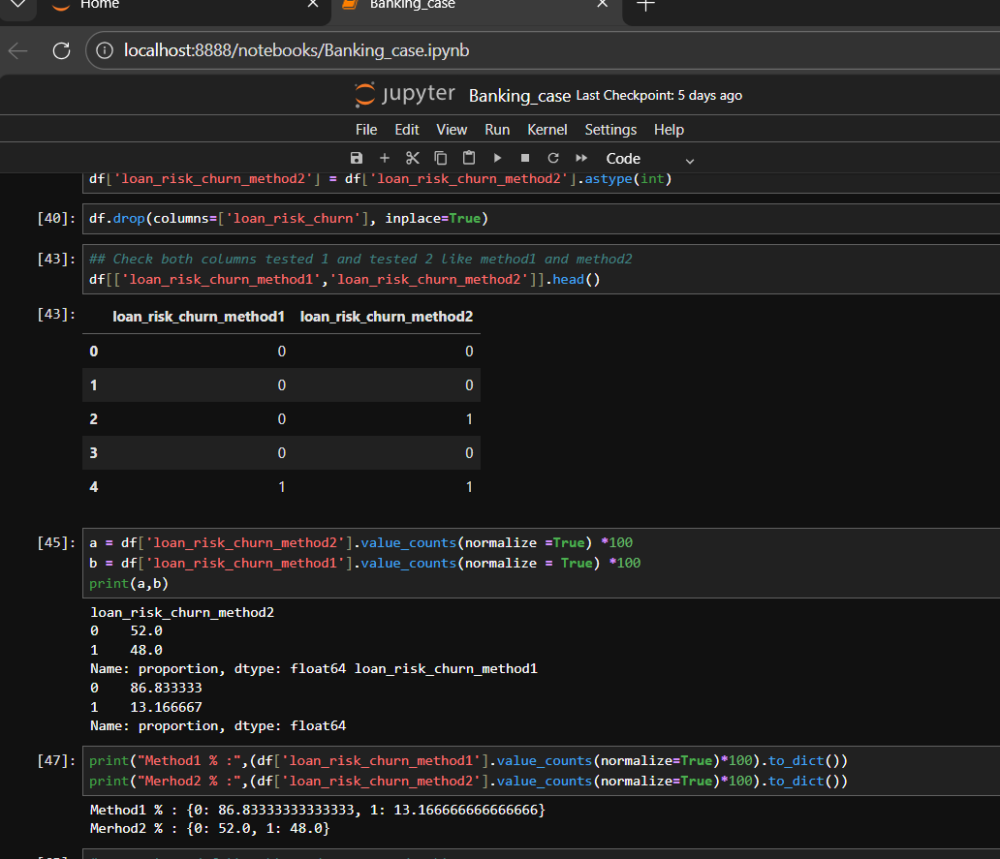 Home
Banking_case
localhost:8888/notebooks/Banking_case.ipynb
jupyter Banking_case Last Checkpoint: 5 days ago
File Edit View Run Kernel Settings Help
Code
df['loan_risk_churn_method2'] = df['loan_risk_churn_method2'].astype(int)
[40]: df.drop(columns=['loan_risk_churn'], inplace=True)
[43]: ## Check both columns tested 1 and tested 2 like method1 and method2
df[['loan_risk_churn_method1','loan_risk_churn_method2']].head()
[43]: loan_risk_churn_method1 loan_risk_churn_method2
0 0 0
1 0 0
2 0 1
3 0 0
4 1 1
[45]: a = df['loan_risk_churn_method2'].value_counts(normalize =True) *100
b = df['loan_risk_churn_method1'].value_counts(normalize = True) *100
print(a,b)
loan_risk_churn_method2
0 52.0
1 48.0
Name: proportion, dtype: float64 loan_risk_churn_method1
0 86.833333
1 13.166667
Name: proportion, dtype: float64
[47]: print("Method1 % :",(df['loan_risk_churn_method1'].value_counts(normalize=True)*100).to_dict())
print("Merhod2 % :",(df['loan_risk_churn_method2'].value_counts(normalize=True)*100).to_dict())
Method1 % : {0: 86.83333333333333, 1: 13.166666666666666}
Merhod2 % : {0: 52.0, 1: 48.0}